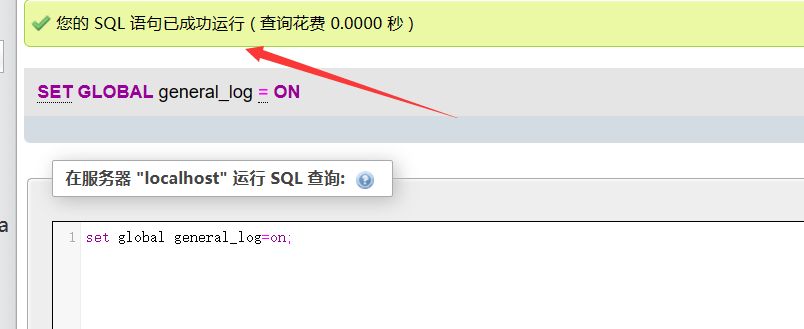 您的 SQL 语句已成功运行 ( 查询花费 0.0000 秒 )
SET GLOBAL general_log = ON
在服务器 "localhost" 运行 SQL 查询:
a
1 set global general_log=on;